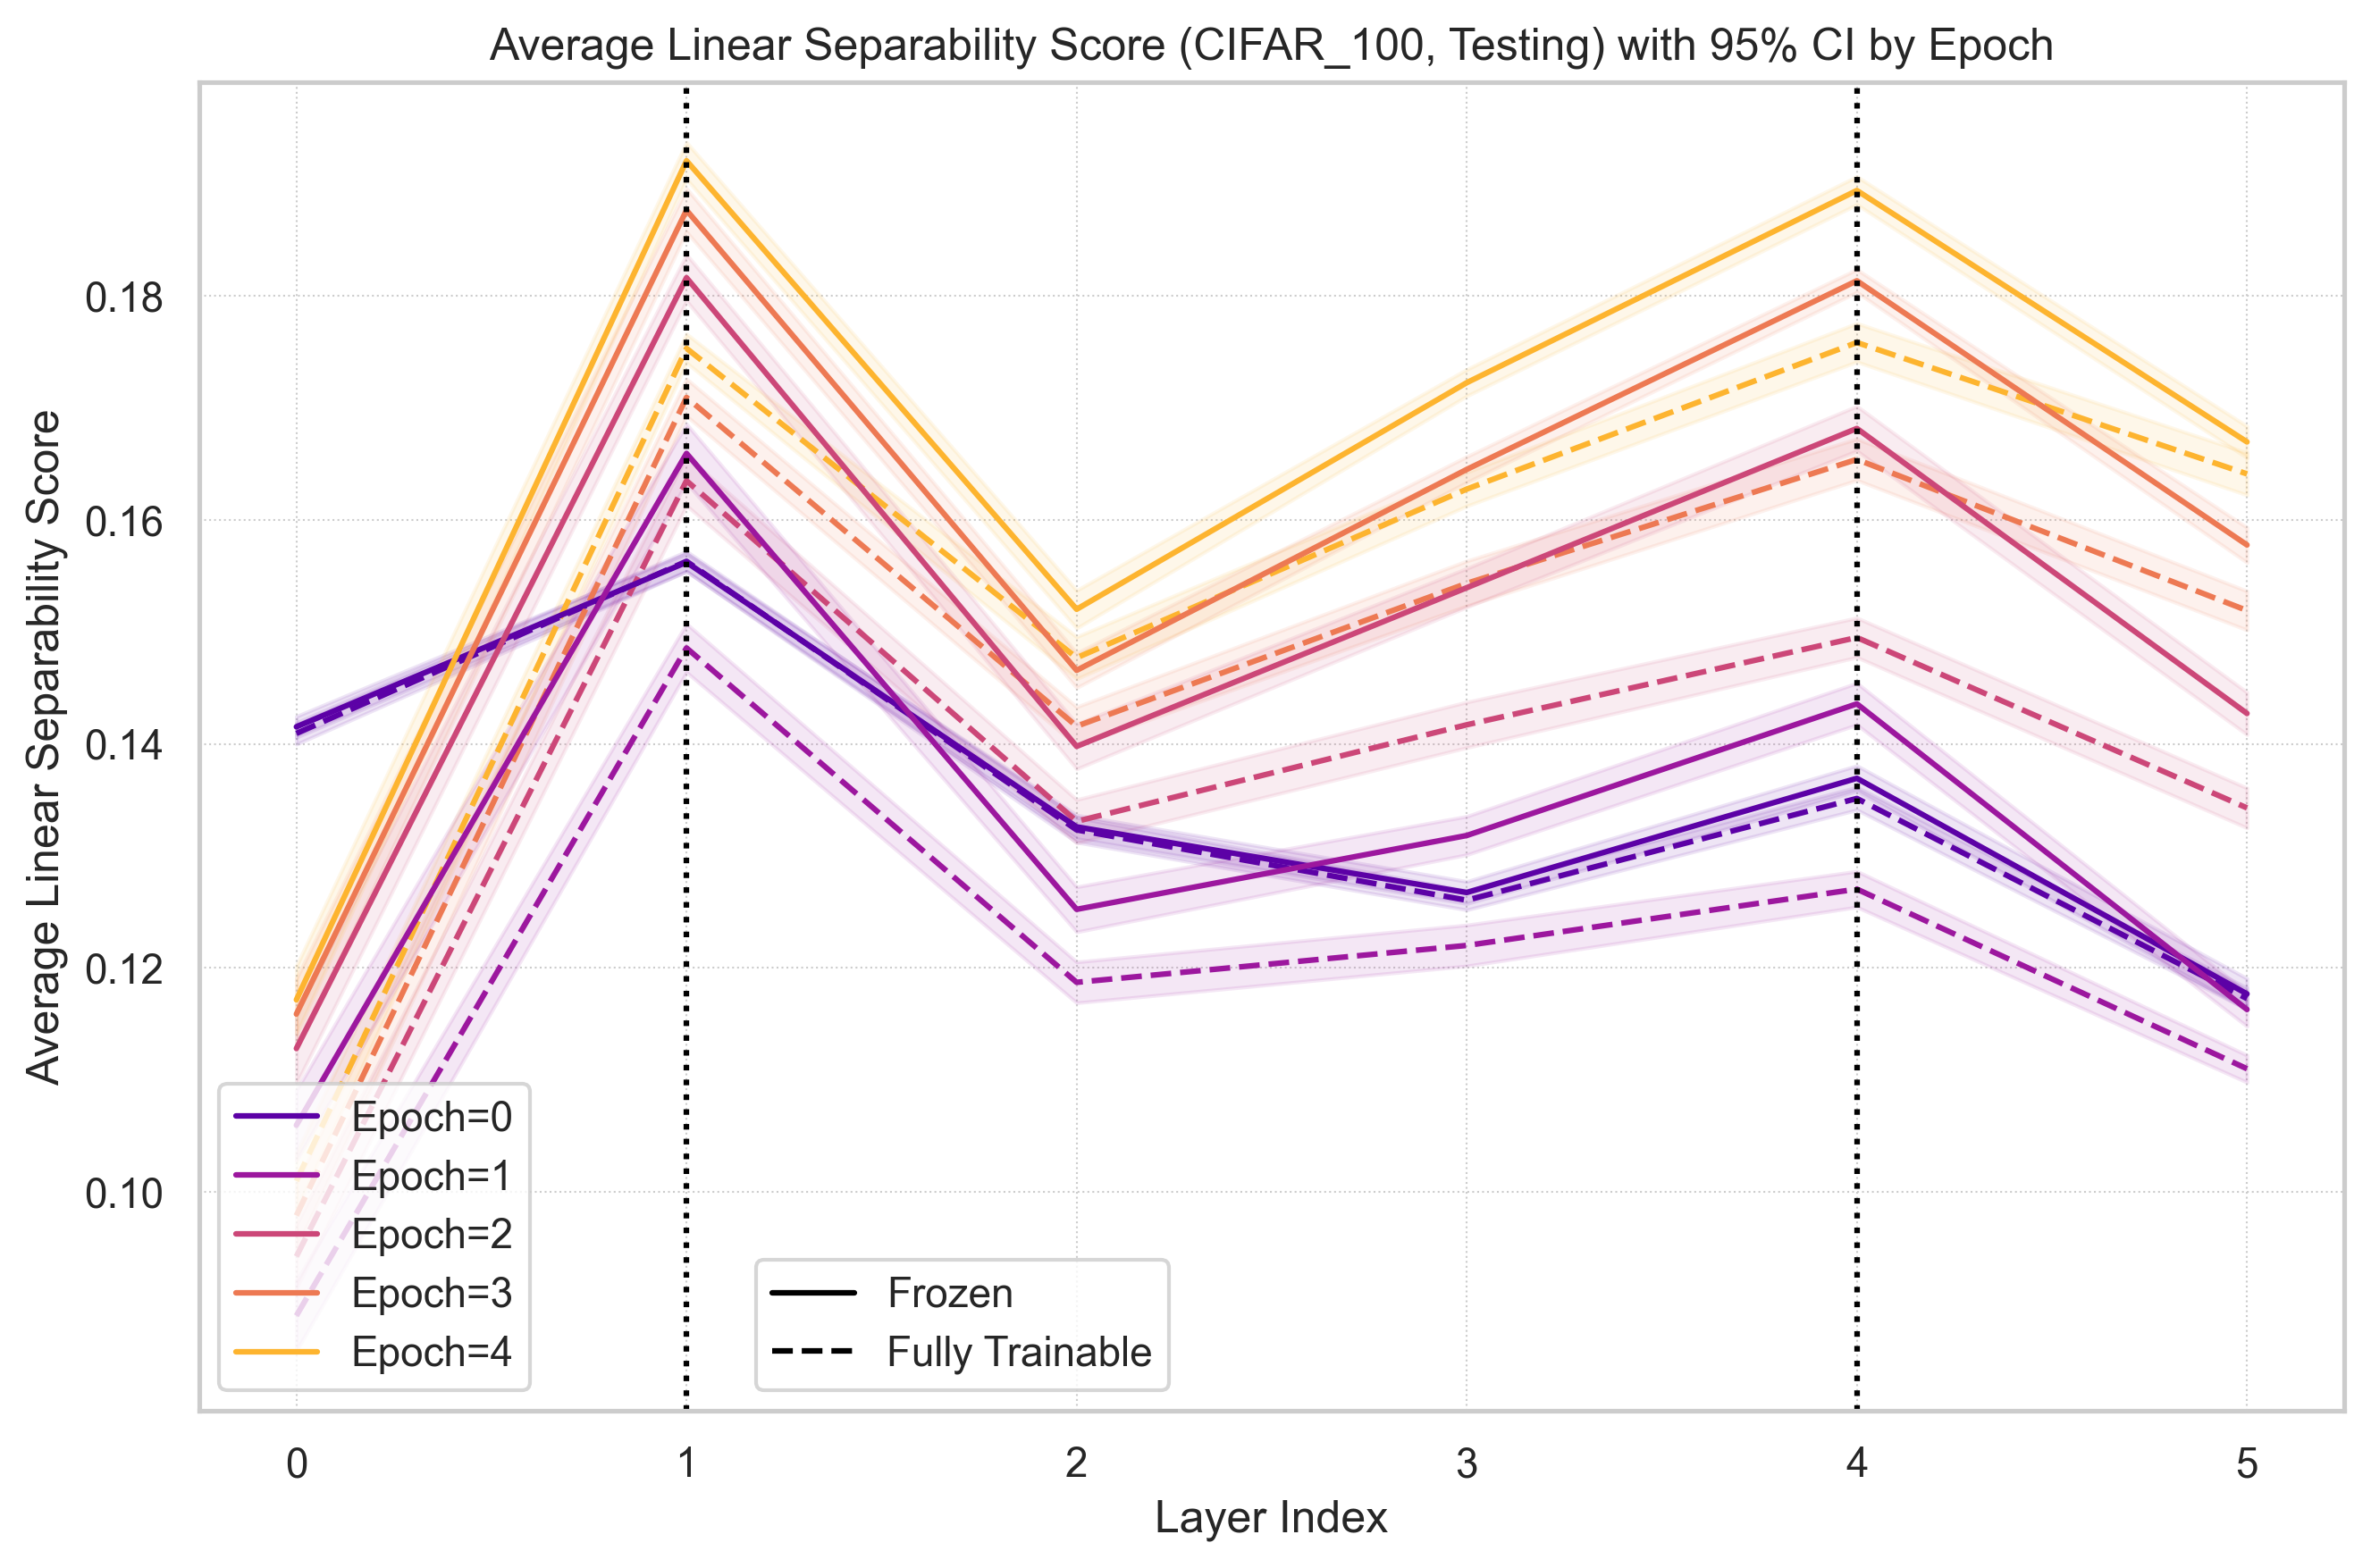 Average Linear Separability Score (CIFAR_100, Testing) with 95% CI by Epoch
Average Linear Separability Score
0.18
0.16
0.14
0.12
0.10
Epoch=0
Epoch=1
Epoch=2
Epoch=3
Epoch=4
Frozen
Fully Trainable
0 1 2 3 4 5
Layer Index